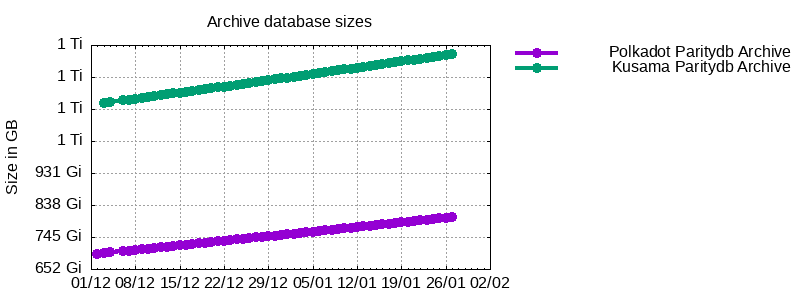 Archive database sizes
1 Ti
1 Ti
1 Ti
1 Ti
931 Gi
838 Gi
745 Gi
652 Gi
Size in GB
01/12 08/12 15/12 22/12 29/12 05/01 12/01 19/01 26/01 02/02
Polkadot Paritydb Archive
Kusama Paritydb Archive